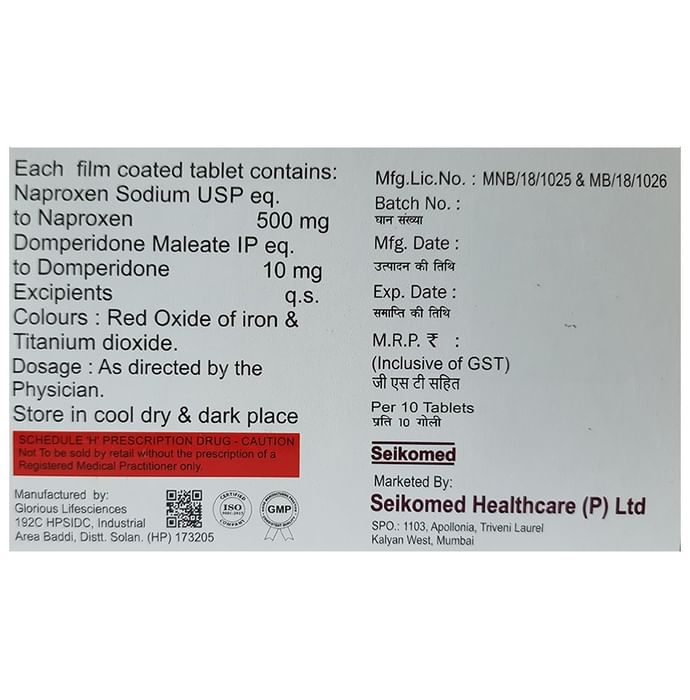 Each film coated tablet contains:
Naproxen Sodium USP eq.
to Naproxen 500 mg
Domperidone Maleate IP eq.
to Domperidone 10 mg
Excipients q.s.
Colours : Red Oxide of iron &
Titanium dioxide.
Dosage : As directed by the
Physician.
Store in cool dry & dark place
SCHEDULE 'H' PRESCRIPTION DRUG - CAUTION
Not To be sold by retail without the prescription of a
Registered Medical Practitioner only.
Manufactured by:
Glorious Lifesciences
192C HPSIDC, Industrial
Area Baddi, Distt. Solan. (HP) 173205
CERTIFIED
ISO
9001:2015
COMPANY
GMP
Mfg.Lic.No. : MNB/18/1025 & MB/18/1026
Batch No. :
घान संख्या
Mfg. Date :
उत्पादन की तिथि
Exp. Date :
समाप्ति की तिथि
M.R.P. ₹ :
(Inclusive of GST)
जी एस टी सहित
Per 10 Tablets
प्रति 10 गोली
Seikomed
Marketed By:
Seikomed Healthcare (P) Ltd
SPO.: 1103, Apollonia, Triveni Laurel
Kalyan West, Mumbai